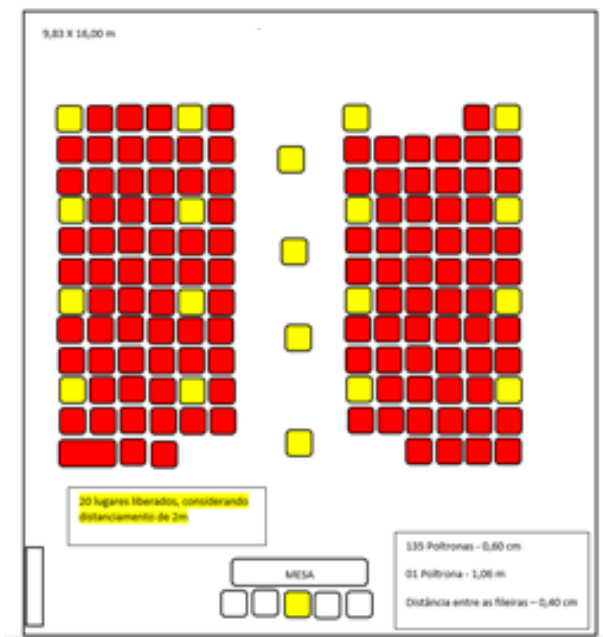 9,83 X 16,00 m
20 lugares liberados, considerando
distanciamento de 2m
MESA
135 Poltronas - 0,60 cm
01 Poltrona - 1,06 m
Distância entre as fileiras – 0,40 cm